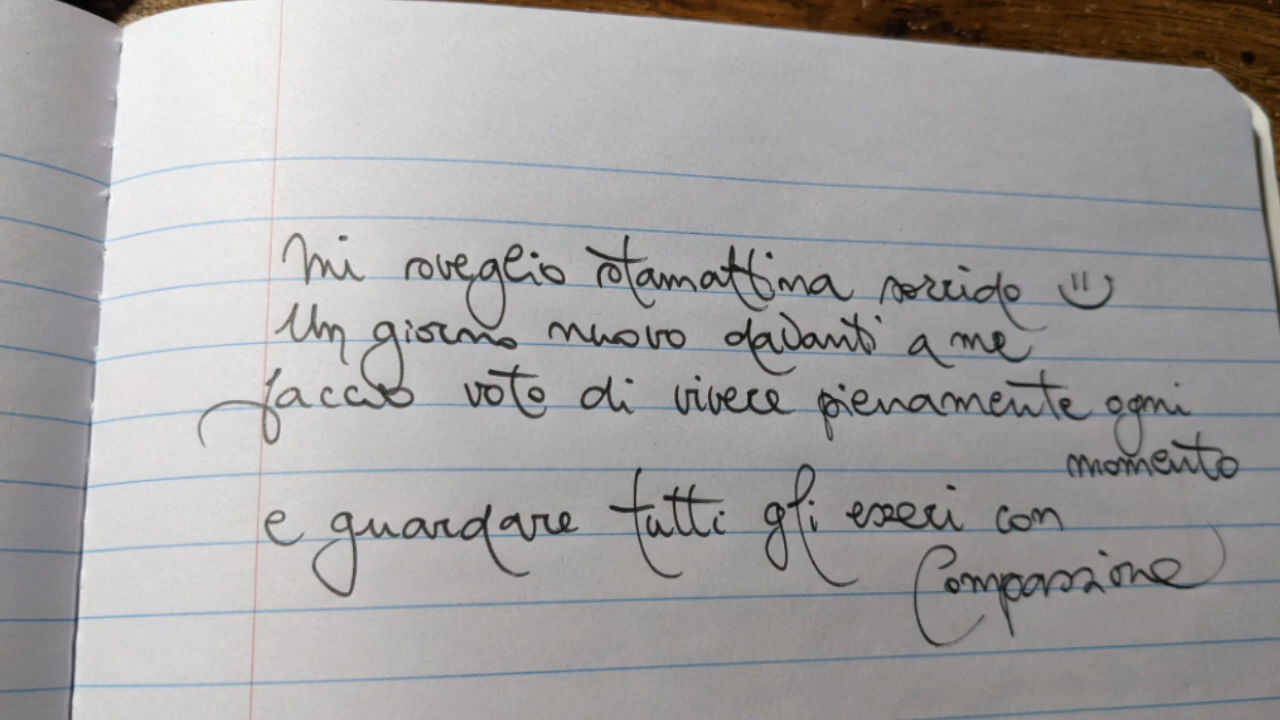 Mi sveglio stamattina sorrido =)
Un giorno nuovo davanti a me
faccio voto di vivere pienamente ogni
momento
e guardare tutti gli esseri con
Compassione